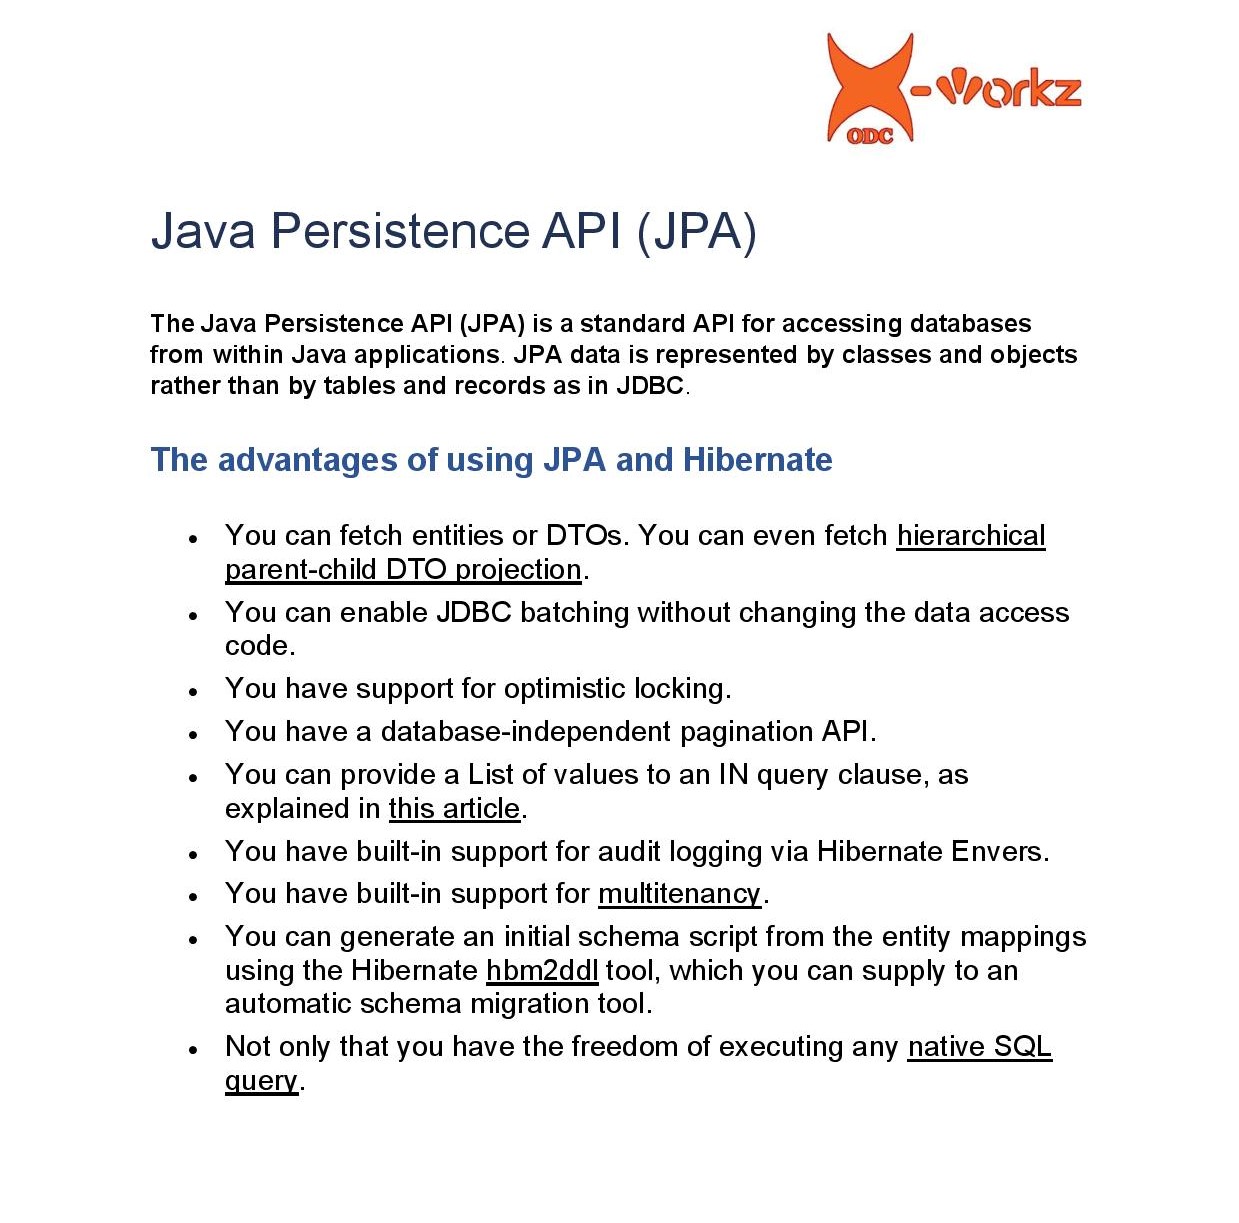 X-workz
ODC
Java Persistence API (JPA)
The Java Persistence API (JPA) is a standard API for accessing databases
from within Java applications. JPA data is represented by classes and objects
rather than by tables and records as in JDBC.
The advantages of using JPA and Hibernate
• You can fetch entities or DTOs. You can even fetch hierarchical
parent-child DTO projection.
• You can enable JDBC batching without changing the data access
code.
• You have support for optimistic locking.
• You have a database-independent pagination API.
• You can provide a List of values to an IN query clause, as
explained in this article.
• You have built-in support for audit logging via Hibernate Envers.
• You have built-in support for multitenancy.
• You can generate an initial schema script from the entity mappings
using the Hibernate hbm2ddl tool, which you can supply to an
automatic schema migration tool.
• Not only that you have the freedom of executing any native SQL
query.